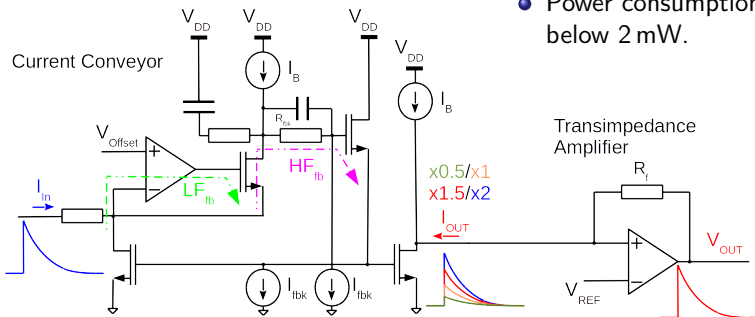 • Power consumption
below 2 mW.
Current Conveyor
V_DD
V_DD
V_DD
V_DD
I_B
I_B
R_fbk
V_Offset
+
−
LF_fb
HF_fb
I_In
x0.5/x1
x1.5/x2
I_OUT
I_fbk
I_fbk
Transimpedance
Amplifier
R_f
+
−
V_REF
V_OUT